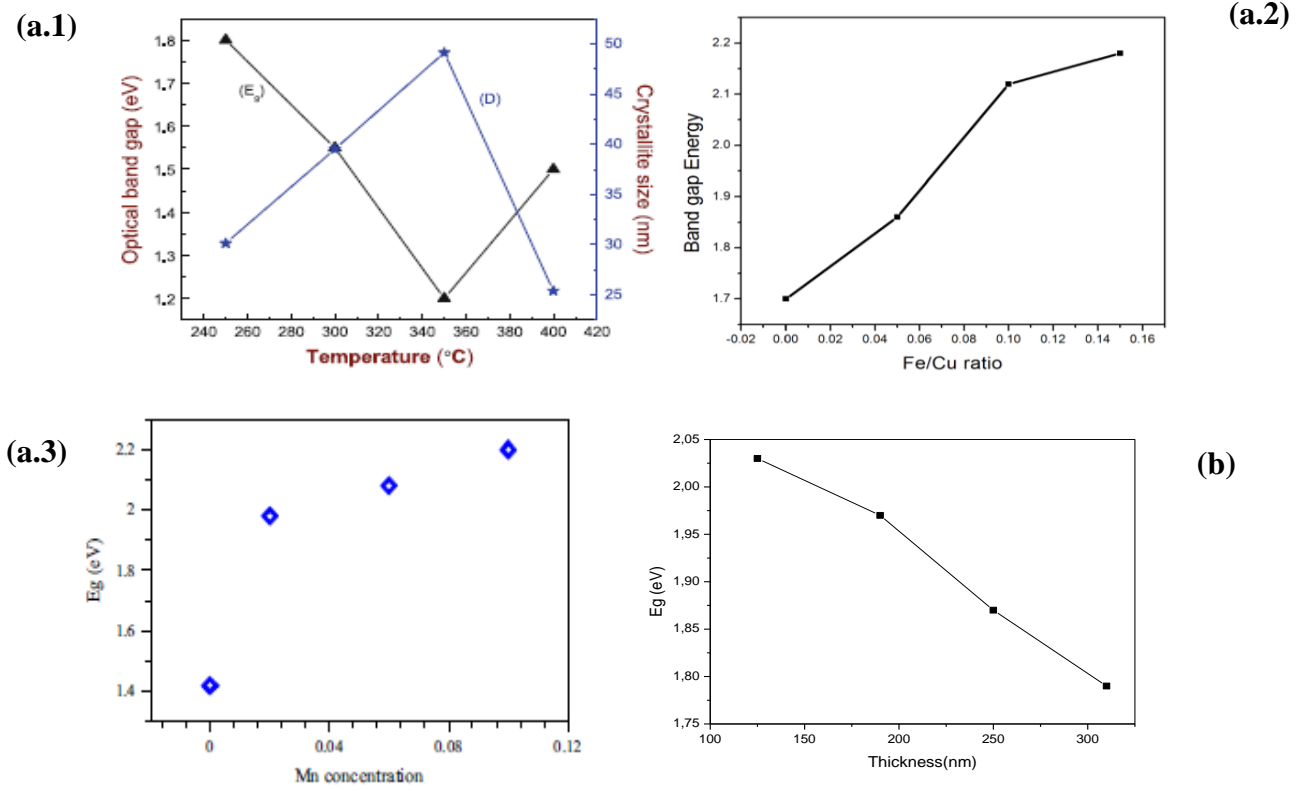 (a.1)
1.8
1.7
1.6
1.5
1.4
1.3
1.2
Optical band gap (eV)
(Eg)
(D)
50
45
40
35
30
25
Crystallite size (nm)
240 260 280 300 320 340 360 380 400 420
Temperature (°C)
(a.2)
2.2
2.1
2.0
1.9
1.8
1.7
Band gap Energy
-0.02 0.00 0.02 0.04 0.06 0.08 0.10 0.12 0.14 0.16
Fe/Cu ratio
(a.3)
2.2
2
1.8
1.6
1.4
Eg (eV)
0 0.04 0.08 0.12
Mn concentration
(b)
2,05
2,00
1,95
1,90
1,85
1,80
1,75
Eg (eV)
100 150 200 250 300
Thickness(nm)